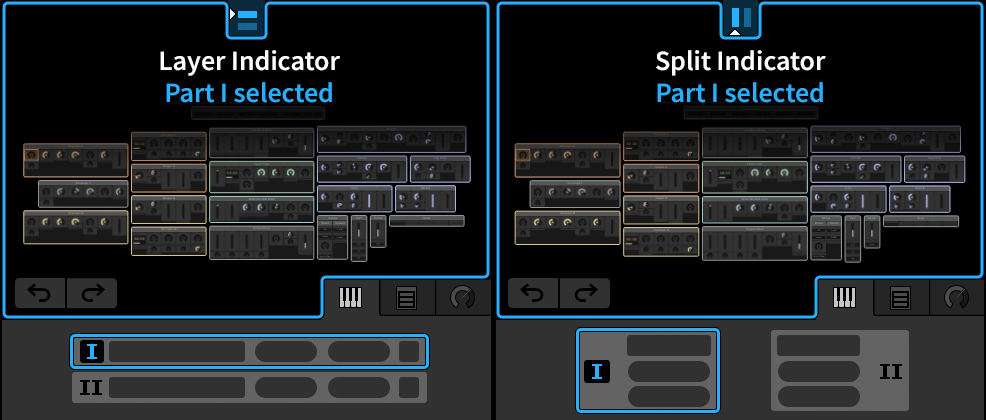 Layer Indicator
Part I selected
I
II
Split Indicator
Part I selected
I
II